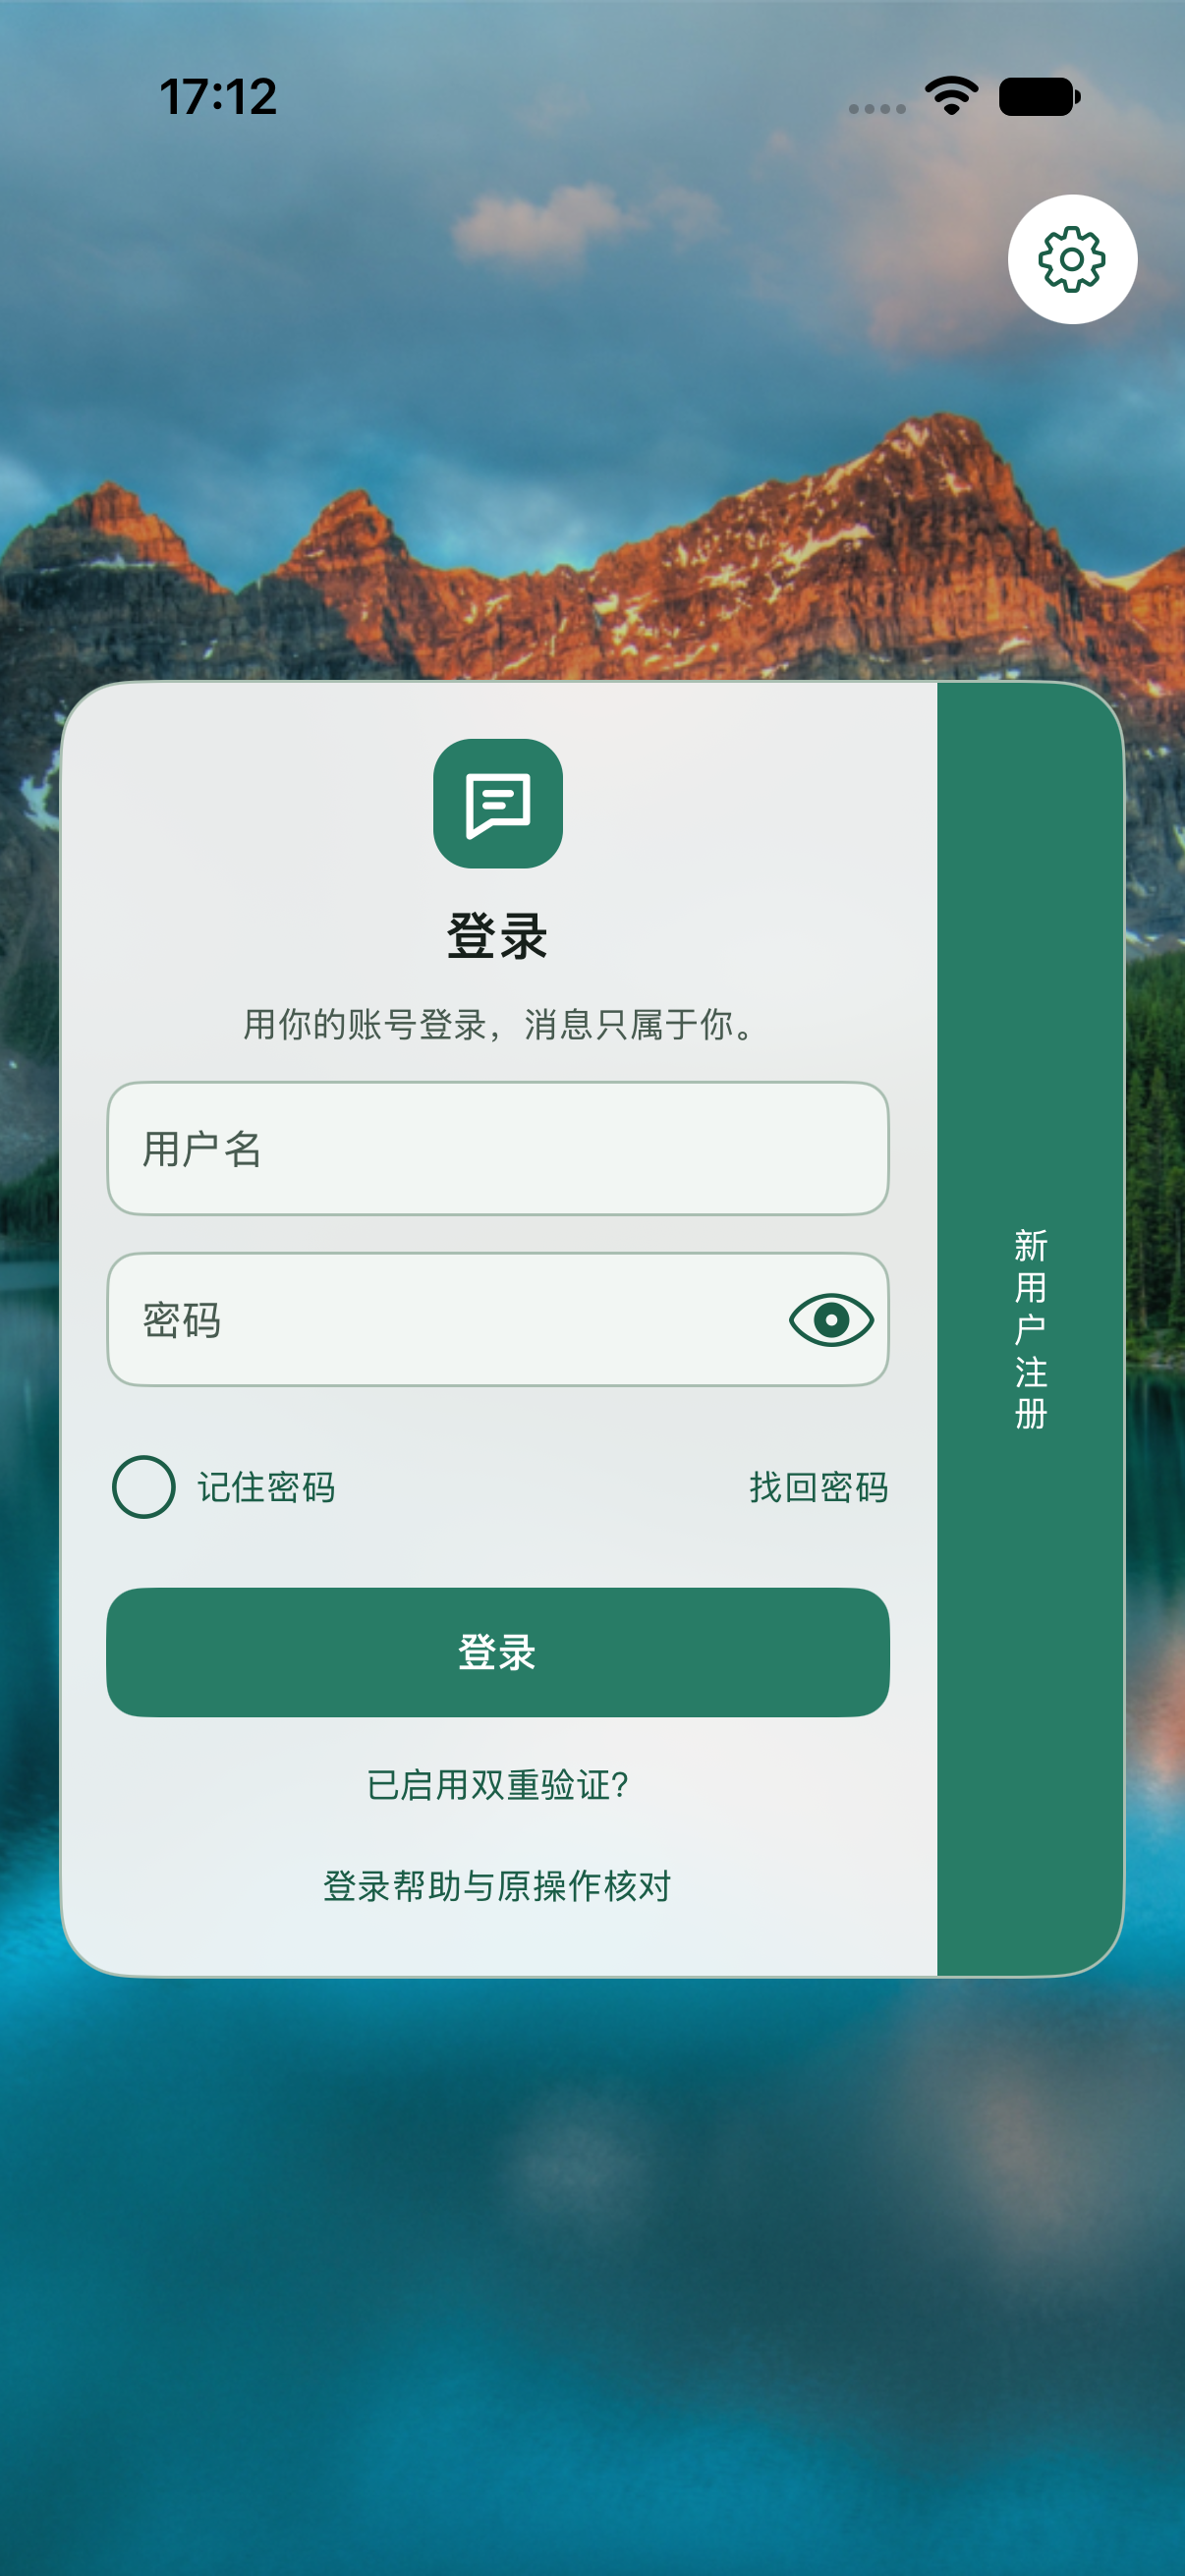 17:12
登录
用你的账号登录，消息只属于你。
用户名
密码
记住密码
找回密码
登录
已启用双重验证?
登录帮助与原操作核对
新用户注册